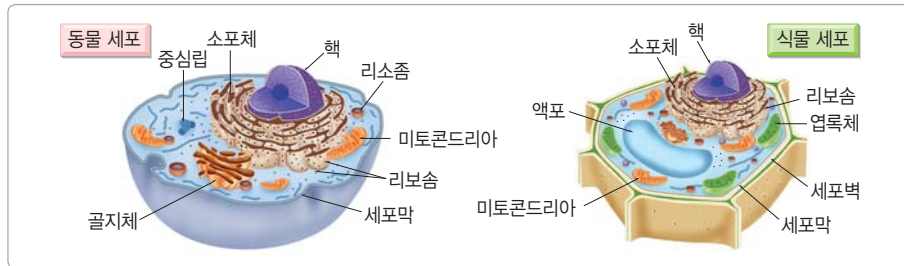 동물 세포
소포체
핵
중심립
리소좀
미토콘드리아
리보솜
골지체
세포막
식물 세포
핵
소포체
리보솜
액포
엽록체
세포벽
미토콘드리아
세포막